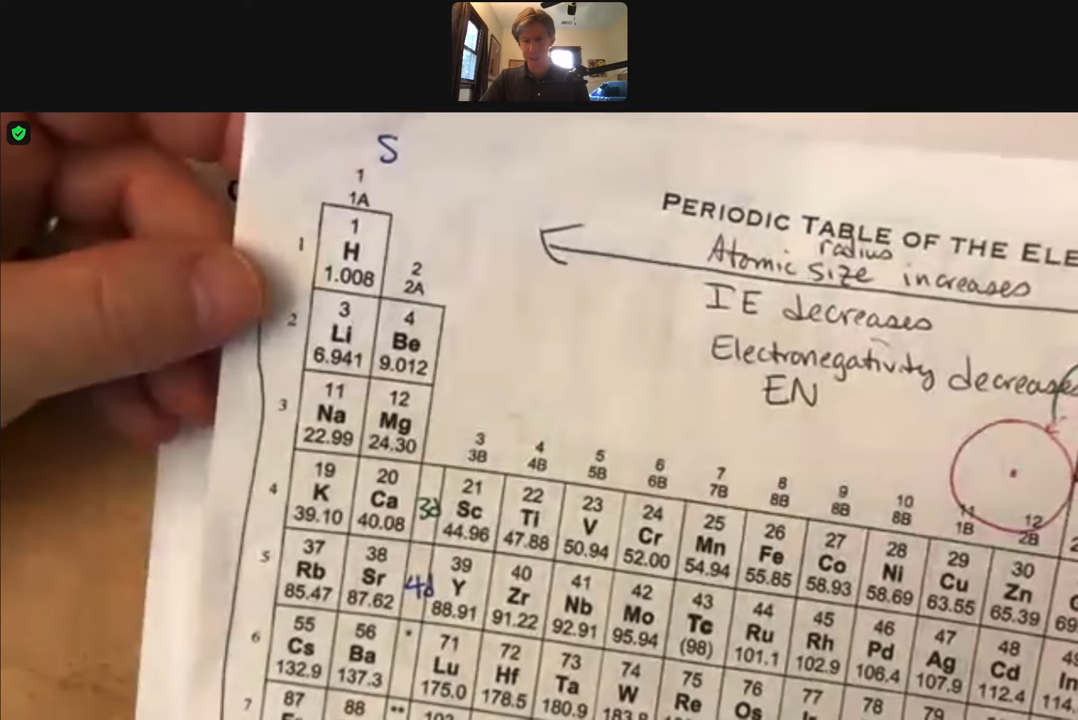 S
1
1A
1
H
1.008
2
2A
PERIODIC TABLE OF THE ELE
radius
Atomic size increases
IE decreases
Electronegativity decreases
EN
1
2
3
Li
6.941
4
Be
9.012
3
11
Na
22.99
12
Mg
24.30
3 4 5 6 7 8 9 10 11 12
3B 4B 5B 6B 7B 8B 8B 8B 1B 2B
4
19 20 21 22 23 24 25 26 27 28 29 30
K Ca 3d Sc Ti V Cr Mn Fe Co Ni Cu Zn
39.10 40.08 44.96 47.88 50.94 52.00 54.94 55.85 58.93 58.69 63.55 65.39 69
5
37 38 39 40 41 42 43 44 45 46 47 48 49
Rb Sr 4d Y Zr Nb Mo Tc Ru Rh Pd Ag Cd In
85.47 87.62 88.91 91.22 92.91 95.94 (98) 101.1 102.9 106.4 107.9 112.4 114.
6
55 56 * 71 72 73 74 75 76 77 78 79
Cs Ba Lu Hf Ta W Re Os
132.9 137.3 175.0 178.5 180.9 183.8
7
87 88 ** 103